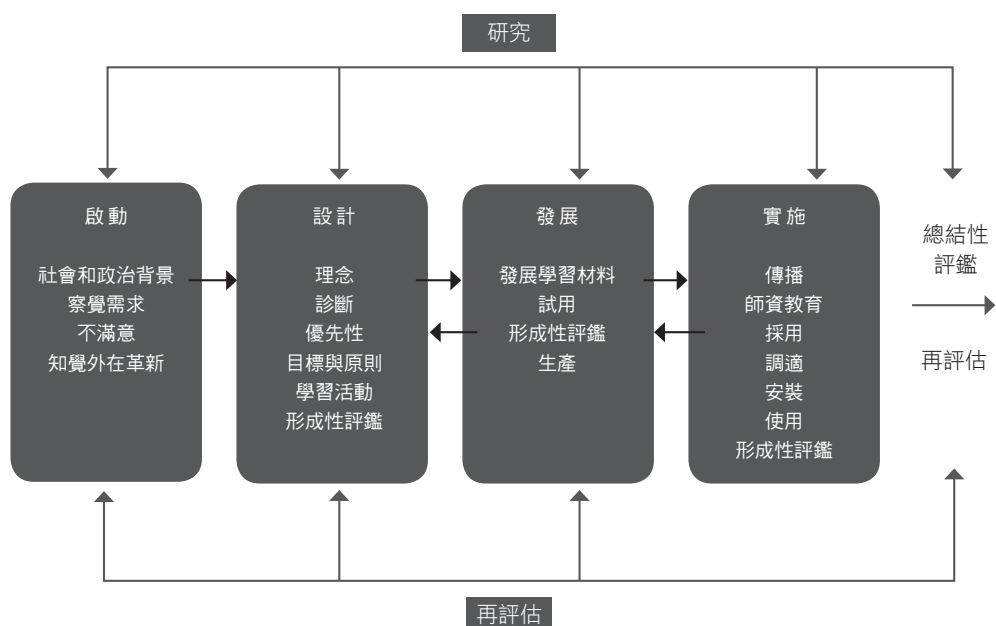 研究
啟動
社會和政治背景
察覺需求
不滿意
知覺外在革新
設計
理念
診斷
優先性
目標與原則
學習活動
形成性評鑑
發展
發展學習材料
試用
形成性評鑑
生產
實施
傳播
師資教育
採用
調適
安裝
使用
形成性評鑑
總結性
評鑑
再評估
再評估